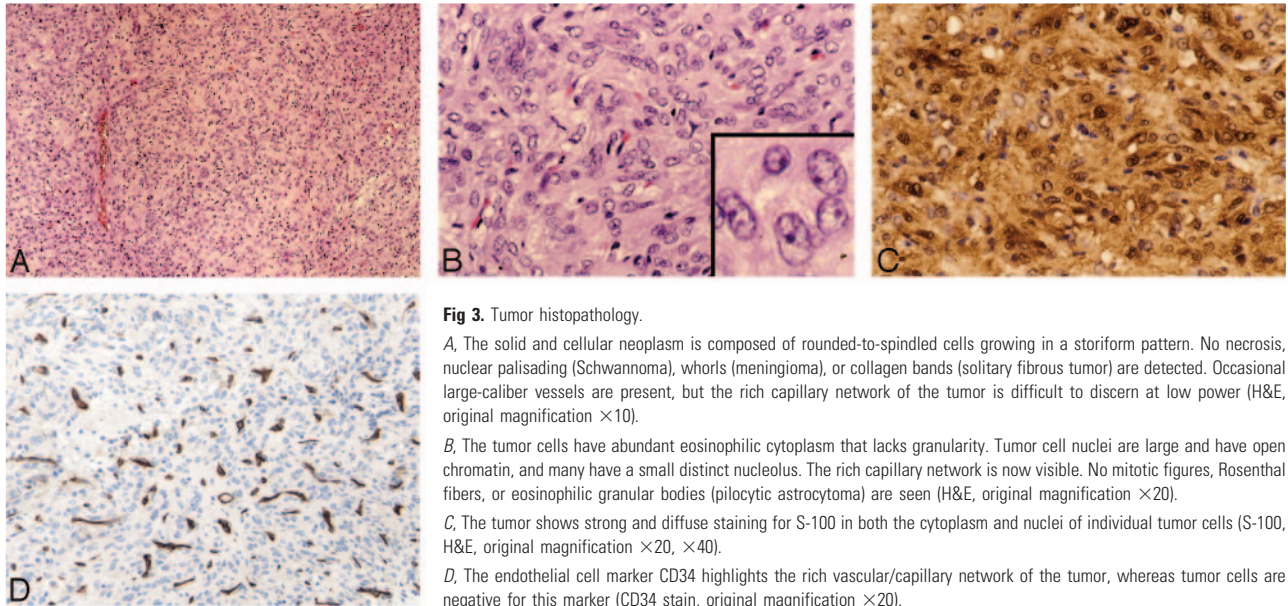 A
B
C
D
Fig 3. Tumor histopathology.
A, The solid and cellular neoplasm is composed of rounded-to-spindled cells growing in a storiform pattern. No necrosis,
nuclear palisading (Schwannoma), whorls (meningioma), or collagen bands (solitary fibrous tumor) are detected. Occasional
large-caliber vessels are present, but the rich capillary network of the tumor is difficult to discern at low power (H&E,
original magnification ×10).
B, The tumor cells have abundant eosinophilic cytoplasm that lacks granularity. Tumor cell nuclei are large and have open
chromatin, and many have a small distinct nucleolus. The rich capillary network is now visible. No mitotic figures, Rosenthal
fibers, or eosinophilic granular bodies (pilocytic astrocytoma) are seen (H&E, original magnification ×20).
C, The tumor shows strong and diffuse staining for S-100 in both the cytoplasm and nuclei of individual tumor cells (S-100,
H&E, original magnification ×20, ×40).
D, The endothelial cell marker CD34 highlights the rich vascular/capillary network of the tumor, whereas tumor cells are
negative for this marker (CD34 stain, original magnification ×20).